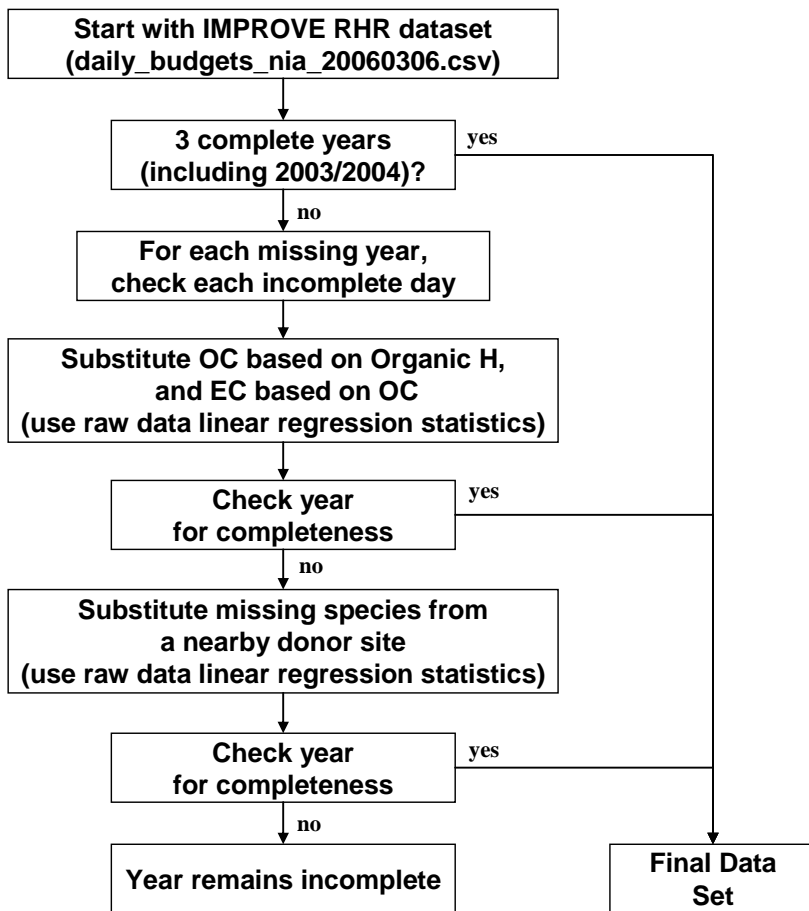 Start with IMPROVE RHR dataset
(daily_budgets_nia_20060306.csv)
3 complete years
(including 2003/2004)?
yes
no
For each missing year,
check each incomplete day
Substitute OC based on Organic H,
and EC based on OC
(use raw data linear regression statistics)
Check year
for completeness
yes
no
Substitute missing species from
a nearby donor site
(use raw data linear regression statistics)
Check year
for completeness
yes
no
Year remains incomplete
Final Data
Set